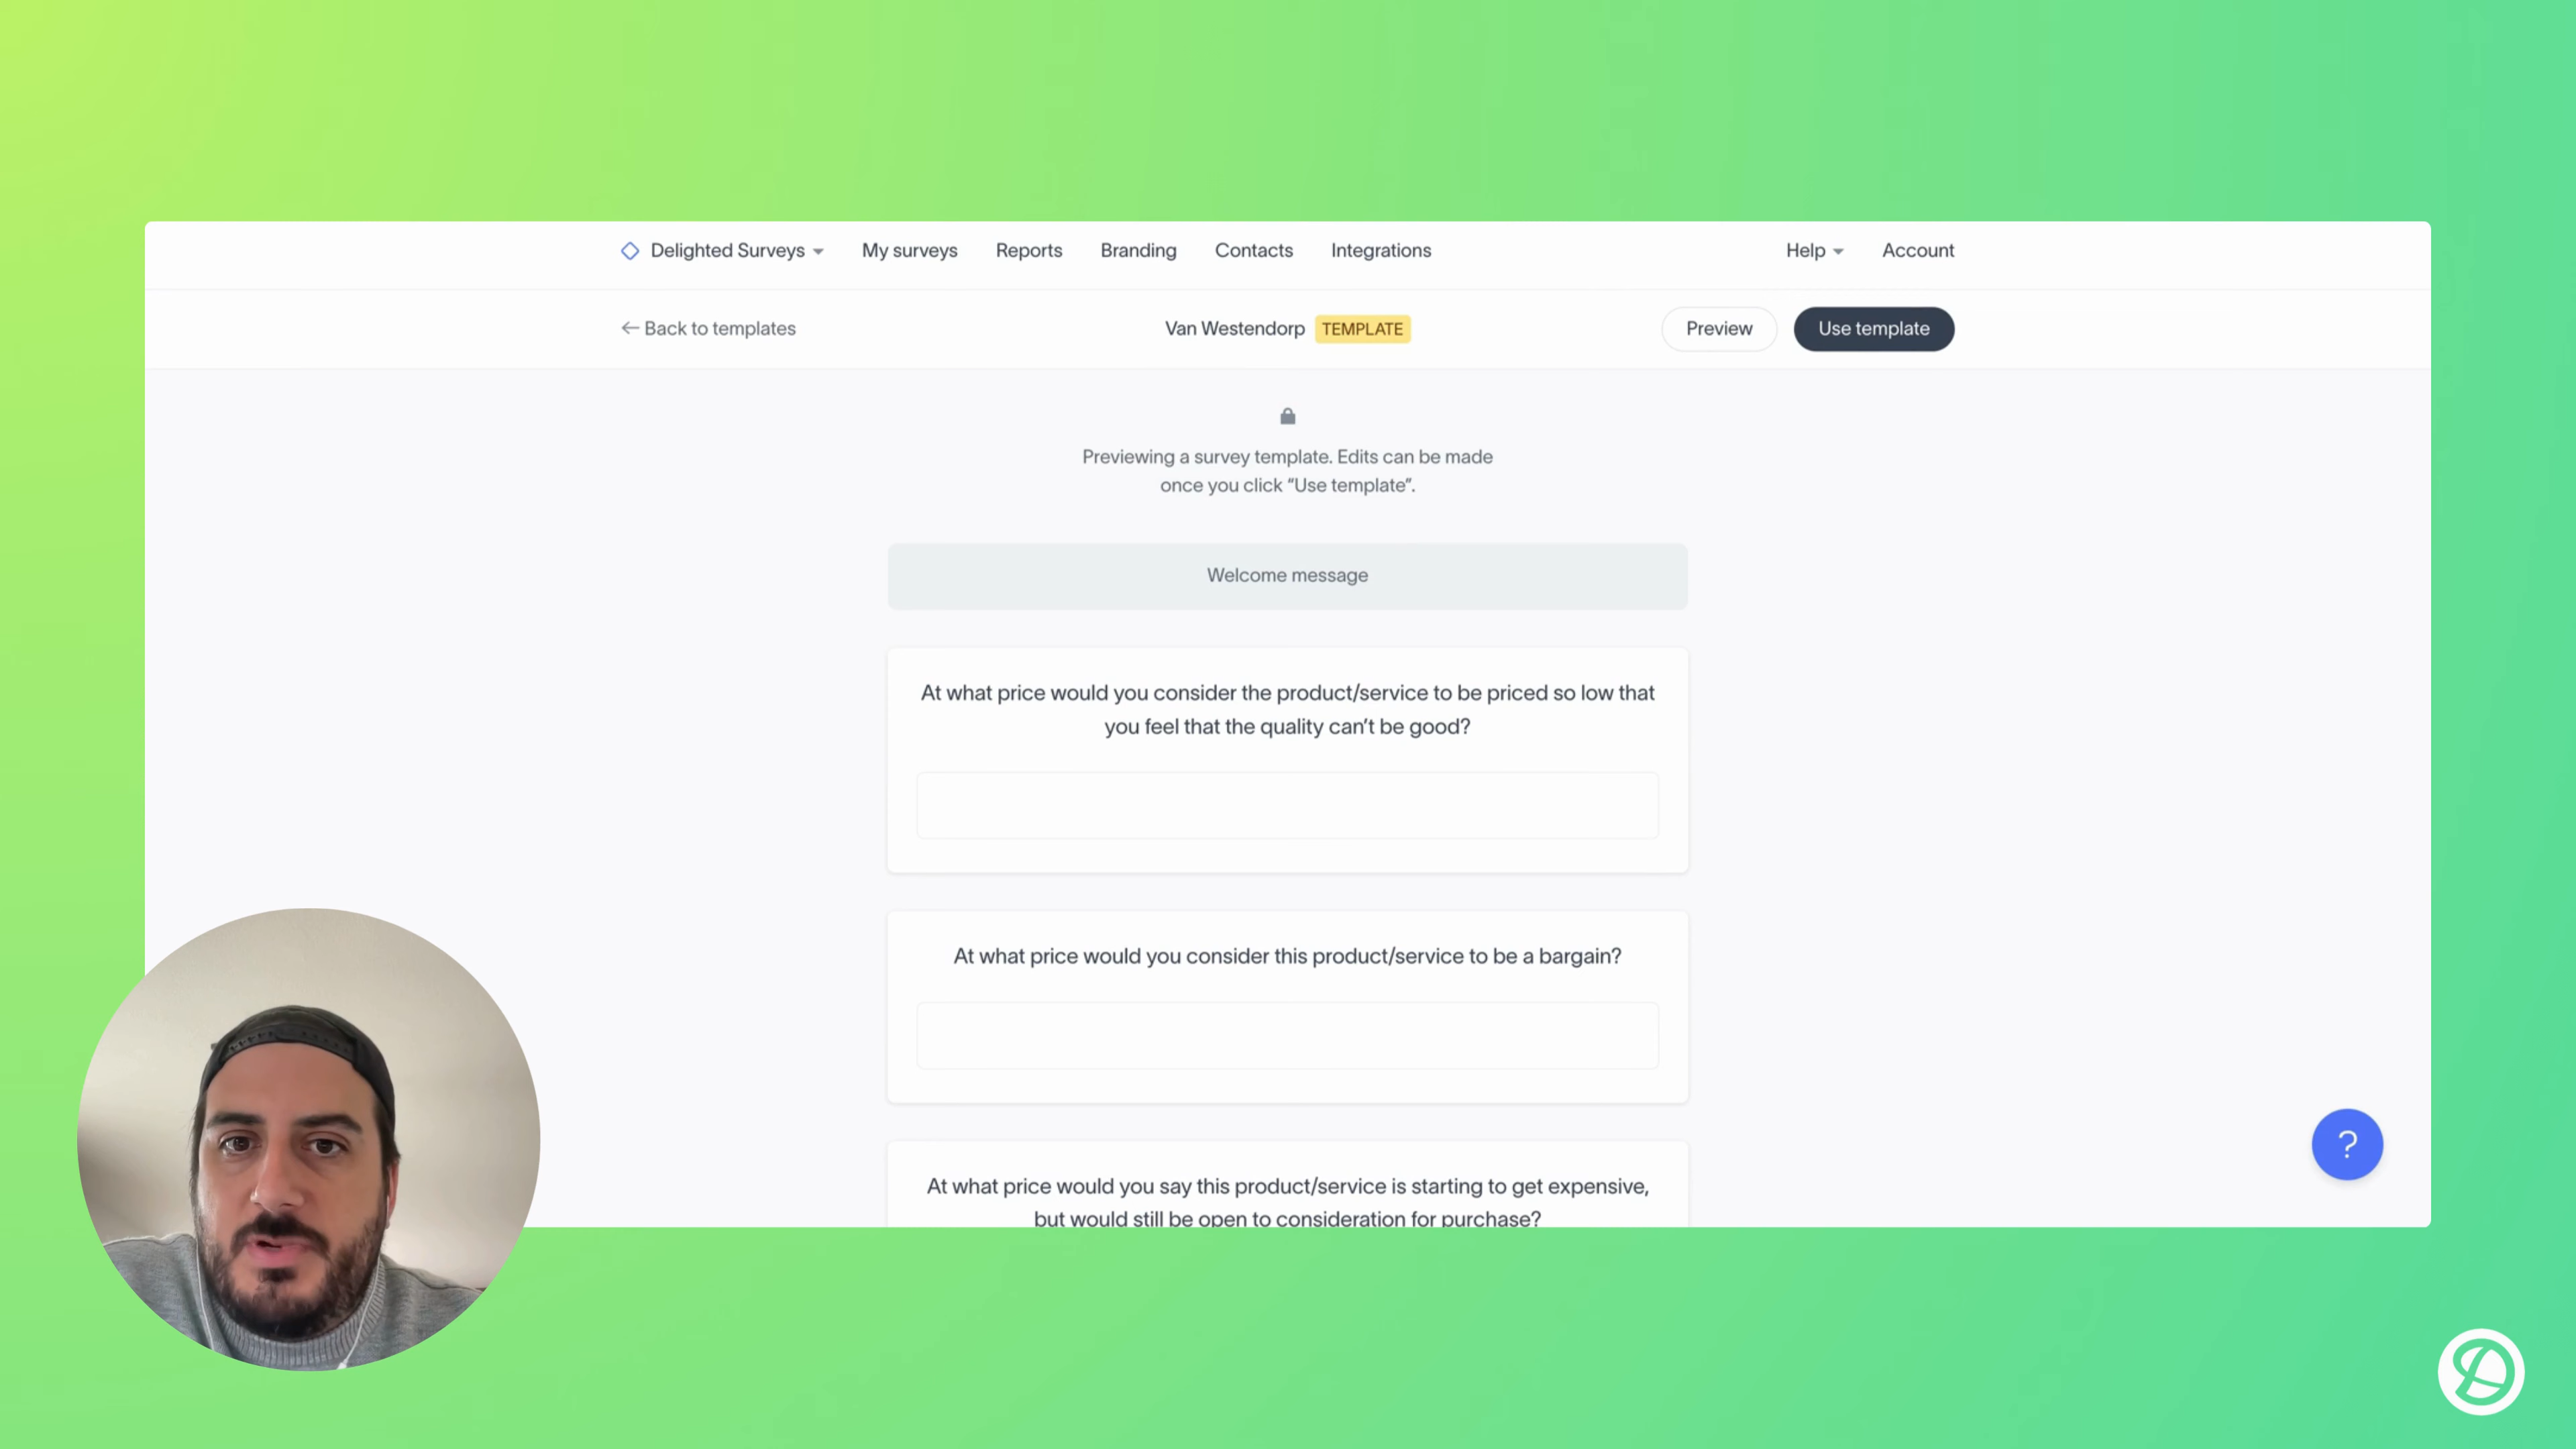 Delighted Surveys
My surveys
Reports
Branding
Contacts
Integrations
Help
Account
Back to templates
Van Westendorp
TEMPLATE
Preview
Use template
Previewing a survey template. Edits can be made
once you click “Use template”.
Welcome message
At what price would you consider the product/service to be priced so low that
you feel that the quality can’t be good?
At what price would you consider this product/service to be a bargain?
At what price would you say this product/service is starting to get expensive,
but would still be open to consideration for purchase?
?